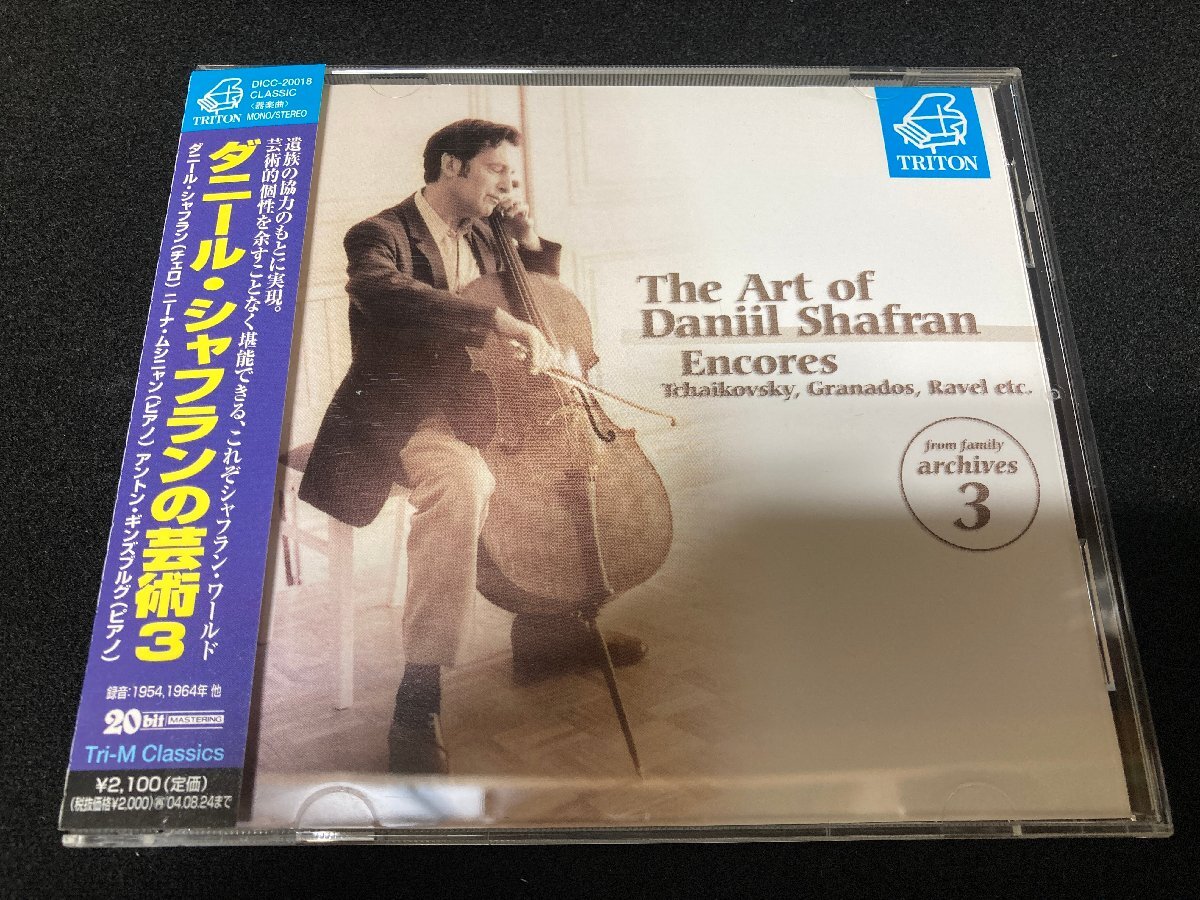 DICC-20018
CLASSIC
〈器楽曲〉
MONO/STEREO
TRITON
遺族の協力のもとに実現。
芸術的個性を余すことなく堪能できる、これぞシャフラン・ワールド
ダニール・シャフランの芸術3
ダニール・シャフラン(チェロ) ニーナ・ムシニャン(ピアノ) アントン・ギンズブルグ(ピアノ)
録音:1954,1964年 他
20bit MASTERING
Tri-M Classics
¥2,100(定価)
(税抜価格¥2,000)再'04.08.24まで
TRITON
The Art of
Daniil Shafran
Encores
Tchaikovsky, Granados, Ravel etc.
from family
archives
3